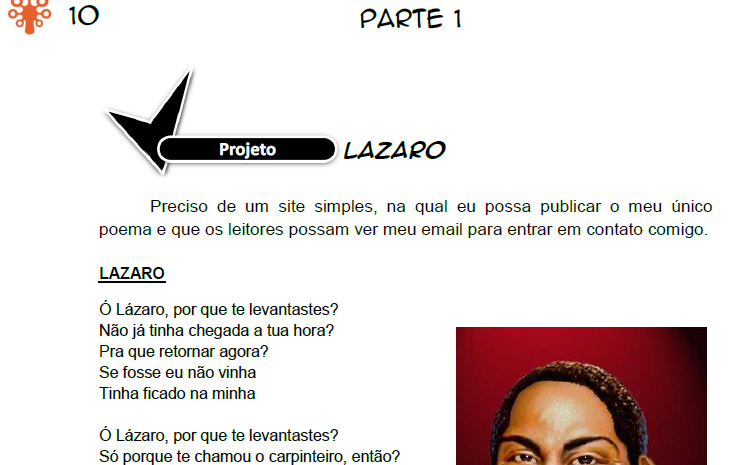 10
PARTE 1
Projeto LAZARO
Preciso de um site simples, na qual eu possa publicar o meu único
poema e que os leitores possam ver meu email para entrar em contato comigo.
LAZARO
Ó Lázaro, por que te levantastes?
Não já tinha chegada a tua hora?
Pra que retornar agora?
Se fosse eu não vinha
Tinha ficado na minha
Ó Lázaro, por que te levantastes?
Só porque te chamou o carpinteiro, então?